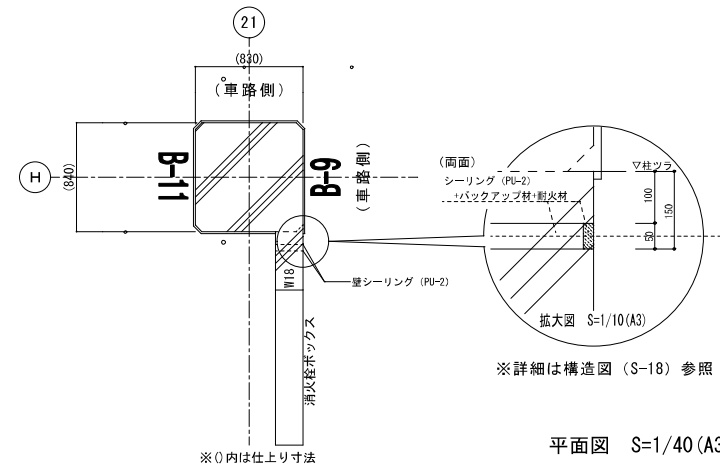 21
(830)
(車路側)
H
(840)
B-11
B-9
(車路側)
(両面)
シーリング (PU-2)
+バックアップ材+耐火材
▽柱ツラ
100
150
50
拡大図 S=1/10(A3)
W18
壁シーリング (PU-2)
消火栓ボックス
※詳細は構造図 (S-18) 参照
※()内は仕上り寸法
平面図 S=1/40(A3